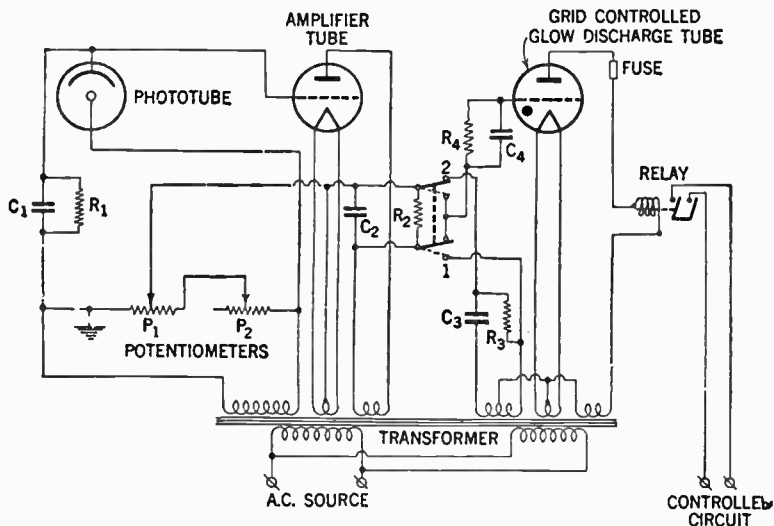 AMPLIFIER
TUBE
GRID CONTROLLED
GLOW DISCHARGE TUBE
FUSE
PHOTOTUBE
R4
C4
RELAY
2
C1
R1
C2
R2
1
C3
R3
P1
P2
POTENTIOMETERS
TRANSFORMER
A.C. SOURCE
CONTROLLED
CIRCUIT